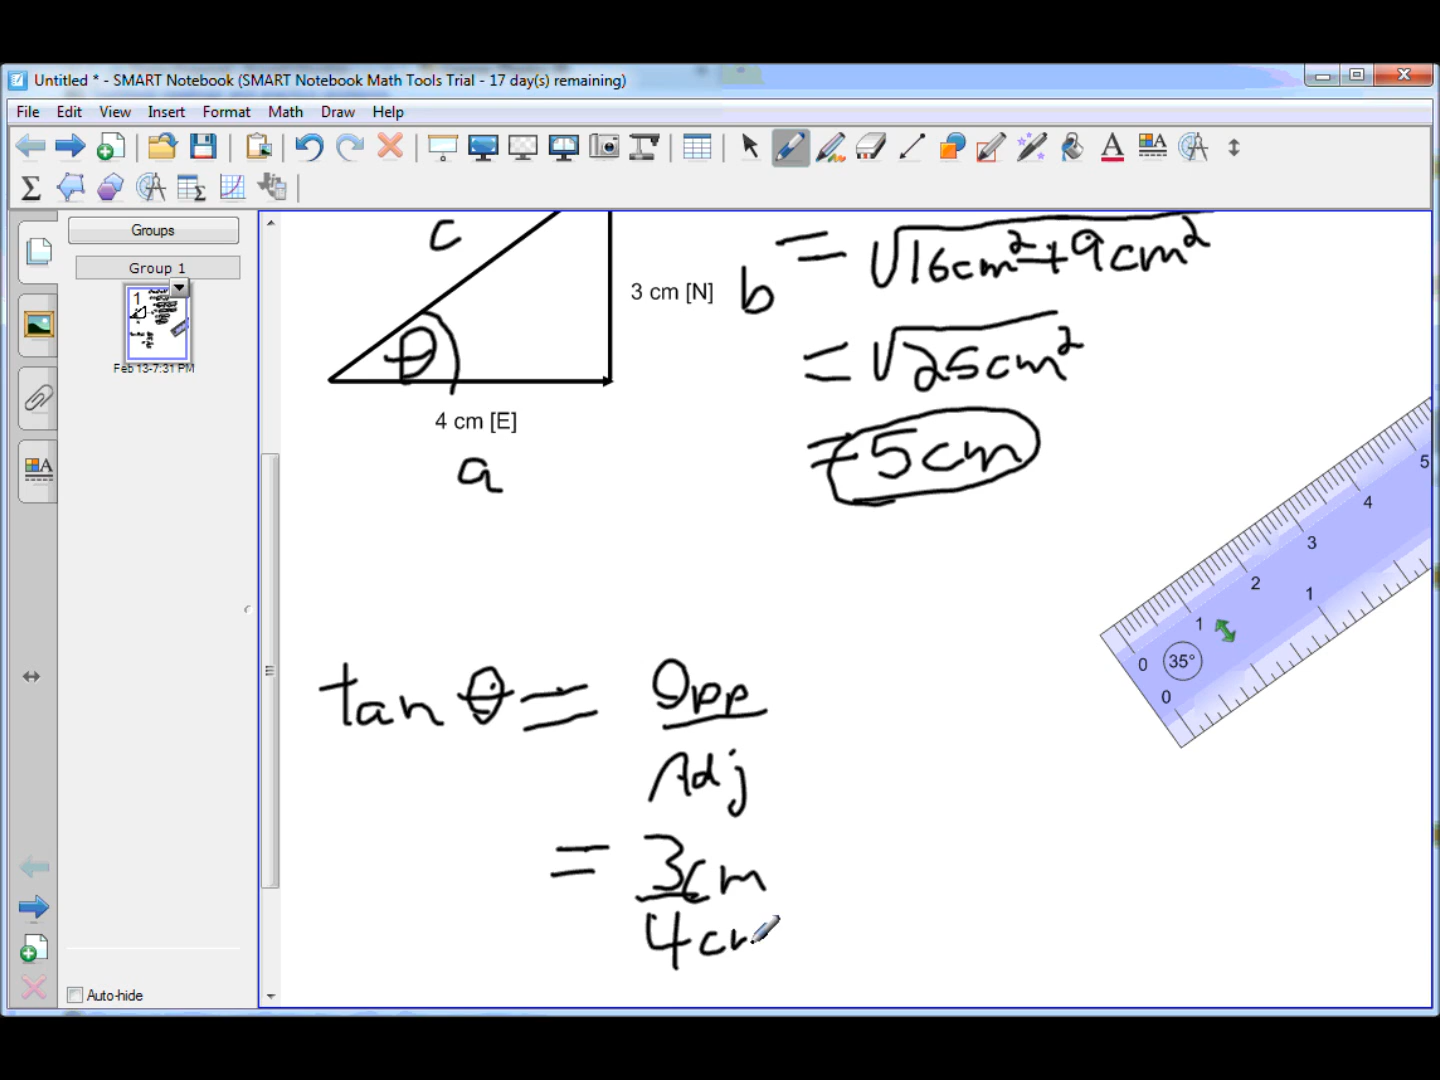 Untitled * - SMART Notebook (SMART Notebook Math Tools Trial - 17 day(s) remaining)
File Edit View Insert Format Math Draw Help
Groups
Group 1
1
Feb 13-7:31 PM
Auto-hide
c
θ
3 cm [N]
b
4 cm [E]
a
= √16cm²+9cm²
= √25cm²
= 5cm
0 1 2 3 4 5
35°
0 1
tan θ = Opp
Adj
= 3cm
4cm